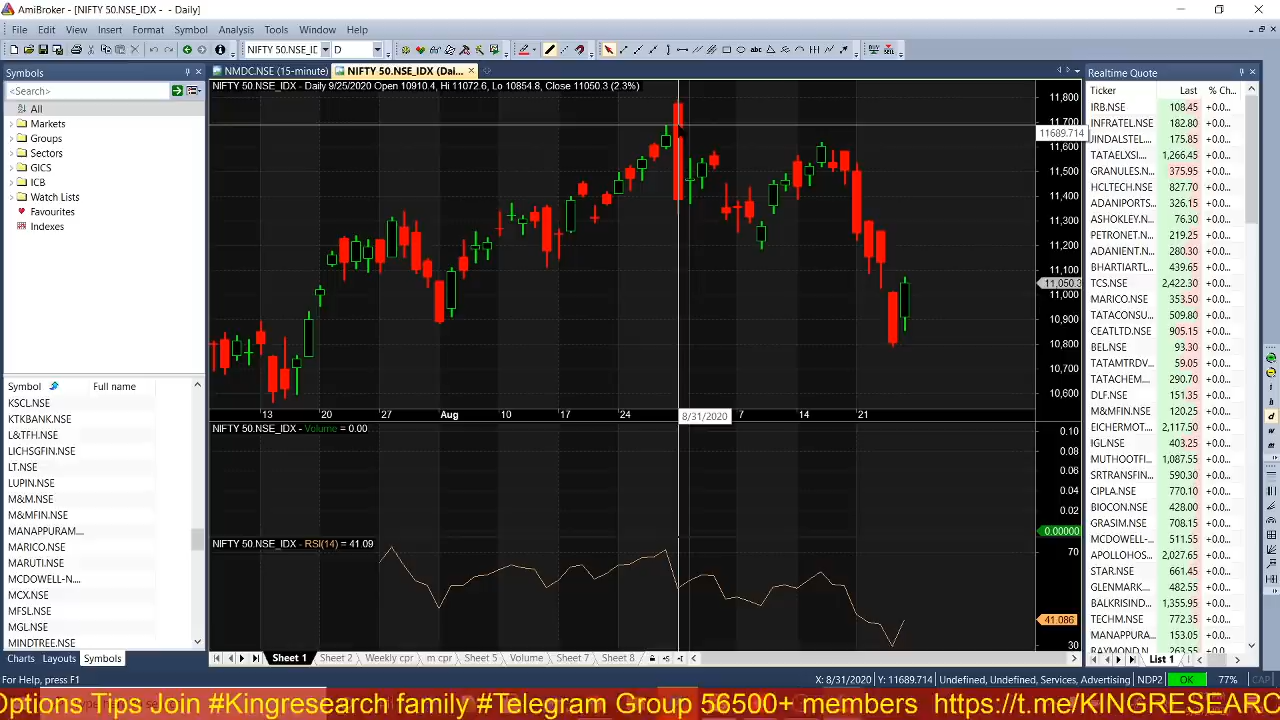 AmiBroker - [NIFTY 50.NSE_IDX - - Daily]
File Edit View Insert Format Symbol Analysis Tools Window Help
NIFTY 50.NSE_IC D
Symbols
<Search>
All
Markets
Groups
Sectors
GICS
ICB
Watch Lists
Favourites
Indexes
Symbol Full name
KSCL.NSE
KTKBANK.NSE
L&TFH.NSE
LICHSGFIN.NSE
LT.NSE
LUPIN.NSE
M&M.NSE
M&MFIN.NSE
MANAPPURAM....
MARICO.NSE
MARUTI.NSE
MCDOWELL-N....
MCX.NSE
MFSL.NSE
MGL.NSE
MINDTREE.NSE
Charts Layouts Symbols
NMDC.NSE (15-minute) NIFTY 50.NSE_IDX (Dai...
NIFTY 50.NSE_IDX - Daily 9/25/2020 Open 10910.4, Hi 11072.6, Lo 10854.8, Close 11050.3 (2.3%)
11,800
11,700
11689.714
11,600
11,500
11,400
11,300
11,200
11,100
11,050.3
11,000
10,900
10,800
10,700
10,600
13 20 27 Aug 10 17 24 8/31/2020 7 14 21
NIFTY 50.NSE_IDX - Volume = 0.00
0.10
0.08
0.06
0.04
0.02
0.00000
NIFTY 50.NSE_IDX - RSI(14) = 41.09
70
41.086
30
Sheet 1 Sheet 2 Weekly cpr m cpr Sheet 5 Volume Sheet 7 Sheet 8
Realtime Quote
Ticker Last % Ch...
IRB.NSE 108.45 +0.0...
INFRATEL.NSE 182.80 +0.0...
JINDALSTEL... 175.85 +0.0...
TATAELXSI.... 1,266.45 +0.0...
GRANULES.N... 375.95 +0.0...
HCLTECH.NSE 827.70 +0.0...
ADANIPORTS... 326.15 +0.0...
ASHOKLEY.NSE 76.30 +0.0...
PETRONET.NSE 219.25 +0.0...
ADANIENT.NSE 280.30 +0.0...
BHARTIARTL... 439.65 +0.0...
TCS.NSE 2,422.30 +0.0...
MARICO.NSE 353.50 +0.0...
TATACONSU... 509.80 +0.0...
CEATLTD.NSE 905.15 +0.0...
BEL.NSE 93.30 +0.0...
TATAMTRDV... 59.05 +0.0...
TATACHEM.... 290.70 +0.0...
DLF.NSE 151.35 +0.0...
M&MFIN.NSE 120.25 +0.0...
EICHERMOT.... 2,117.50 +0.0...
IGL.NSE 403.25 +0.0...
MUTHOOTFI... 1,087.55 +0.0...
SRTRANSFIN... 590.30 +0.0...
CIPLA.NSE 770.10 +0.0...
BIOCON.NSE 428.00 +0.0...
GRASIM.NSE 708.15 +0.0...
MCDOWELL-... 511.55 +0.0...
APOLLOHOS... 2,027.65 +0.0...
STAR.NSE 661.45 +0.0...
GLENMARK.... 482.55 +0.0...
BALKRISIND... 1,355.95 +0.0...
TECHM.NSE 772.35 +0.0...
MANAPPURA... 153.05 +0.0...
RAYMOND.N... 263.55 +0.0...
List 1
For Help, press F1
X: 8/31/2020 Y: 11689.714 Undefined, Undefined, Services, Advertising NDP2 OK 77% CAP
Options Tips Join #Kingresearch family #Telegram Group 56500+ members https://t.me/KINGRESEARC